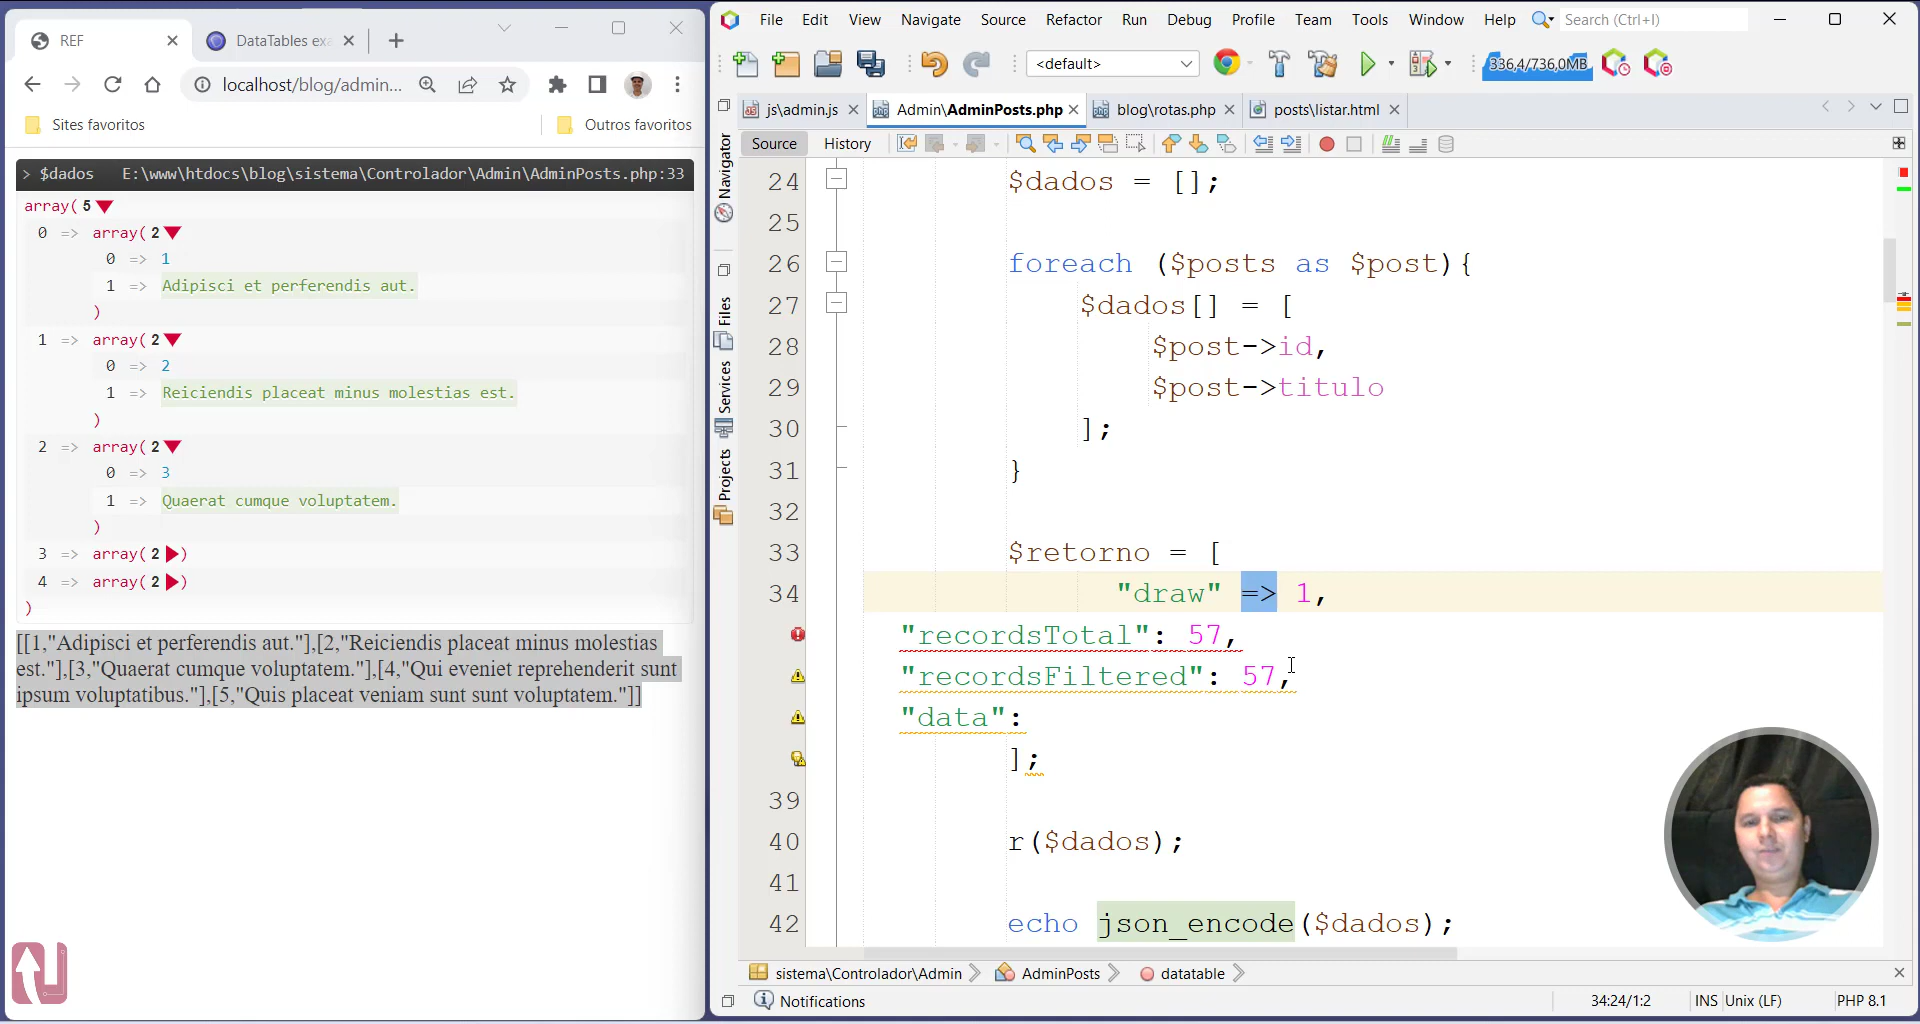 REF
DataTables exa
localhost/blog/admin...
Sites favoritos
Outros favoritos
> $dados E:\www\htdocs\blog\sistema\Controlador\Admin\AdminPosts.php:33
array( 5
0 => array( 2
0 => 1
1 => Adipisci et perferendis aut.
)
1 => array( 2
0 => 2
1 => Reiciendis placeat minus molestias est.
)
2 => array( 2
0 => 3
1 => Quaerat cumque voluptatem.
)
3 => array( 2 )
4 => array( 2 )
)
[[1,"Adipisci et perferendis aut."],[2,"Reiciendis placeat minus molestias
est."],[3,"Quaerat cumque voluptatem."],[4,"Qui eveniet reprehenderit sunt
ipsum voluptatibus."],[5,"Quis placeat veniam sunt sunt voluptatem."]]
File Edit View Navigate Source Refactor Run Debug Profile Team Tools Window Help Search (Ctrl+I)
<default>
336,4/736,0MB
js\admin.js Admin\AdminPosts.php blog\rotas.php posts\listar.html
Source History
Navigator
Files
Services
Projects
24 $dados = [];
25
26 foreach ($posts as $post){
27 $dados[] = [
28 $post->id,
29 $post->titulo
30 ];
31 }
32
33 $retorno = [
34 "draw" => 1,
"recordsTotal": 57,
"recordsFiltered": 57,
"data":
];
39
40 r($dados);
41
42 echo json_encode($dados);
sistema\Controlador\Admin AdminPosts datatable
Notifications
34:24/1:2 INS Unix (LF) PHP 8.1